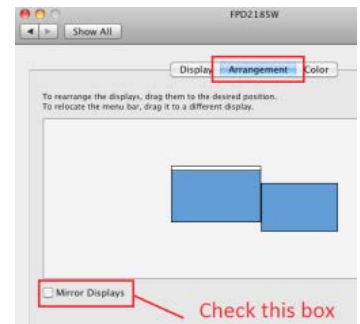 FPD2185W
Show All
Display Arrangement Color
To rearrange the displays, drag them to the desired position.
To relocate the menu bar, drag it to a different display.
Mirror Displays
Check this box